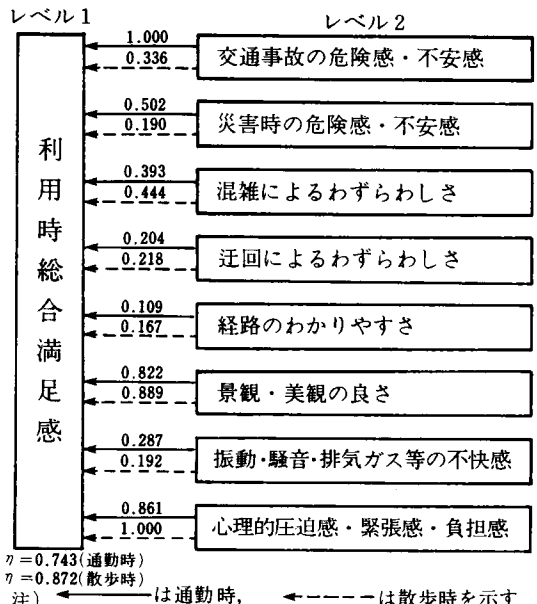 レベル1
レベル2
利用時総合満足感
1.000
0.336
交通事故の危険感・不安感
0.502
0.190
災害時の危険感・不安感
0.393
0.444
混雑によるわずらわしさ
0.204
0.218
迂回によるわずらわしさ
0.109
0.167
経路のわかりやすさ
0.822
0.889
景観・美観の良さ
0.287
0.192
振動・騒音・排気ガス等の不快感
0.861
1.000
心理的圧迫感・緊張感・負担感
η=0.743(通勤時)
η=0.872(散歩時)
注) は通勤時, は散歩時を示す